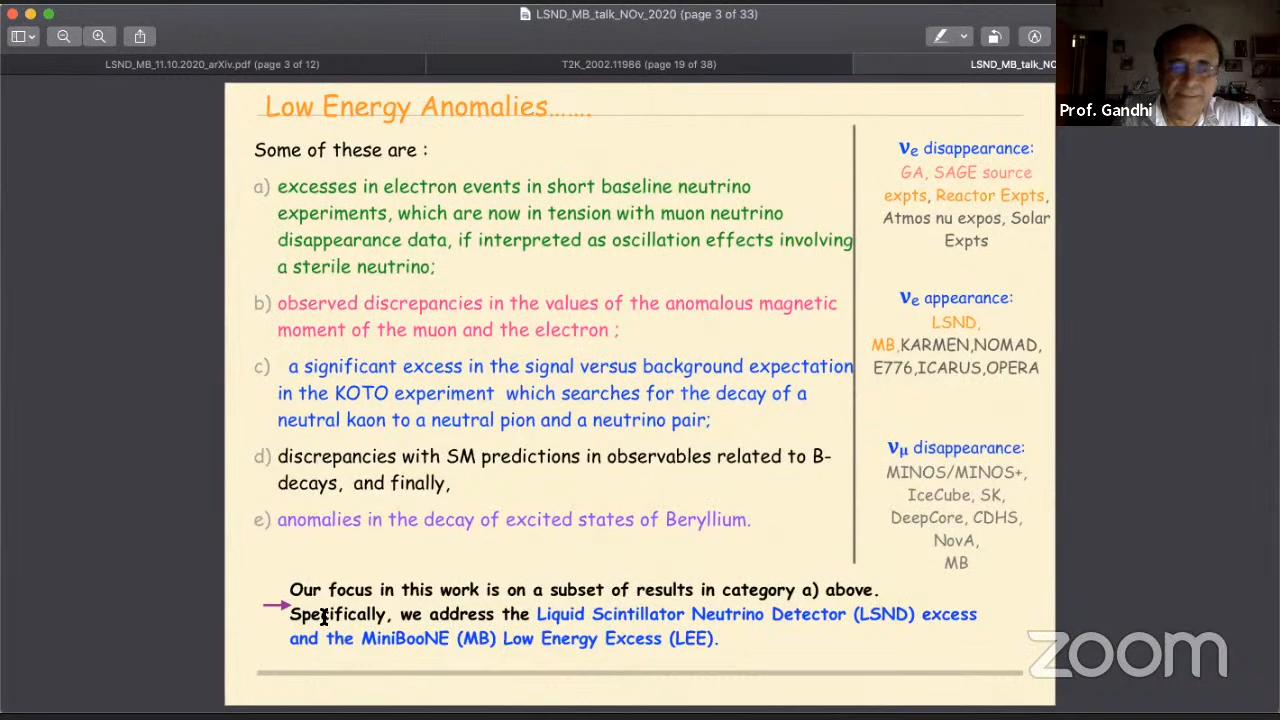 LSND_MB_talk_NOv_2020 (page 3 of 33)
LSND_MB_11.10.2020_arXiv.pdf (page 3 of 12)
T2K_2002.11986 (page 19 of 38)
LSND_MB_talk_NO
Prof. Gandhi
Low Energy Anomalies…….
Some of these are :
a) excesses in electron events in short baseline neutrino
experiments, which are now in tension with muon neutrino
disappearance data, if interpreted as oscillation effects involving
a sterile neutrino;
b) observed discrepancies in the values of the anomalous magnetic
moment of the muon and the electron ;
c) a significant excess in the signal versus background expectation
in the KOTO experiment which searches for the decay of a
neutral kaon to a neutral pion and a neutrino pair;
d) discrepancies with SM predictions in observables related to B-
decays, and finally,
e) anomalies in the decay of excited states of Beryllium.
νe disappearance:
GA, SAGE source
expts, Reactor Expts,
Atmos nu expos, Solar
Expts
νe appearance:
LSND,
MB,KARMEN,NOMAD,
E776,ICARUS,OPERA
νμ disappearance:
MINOS/MINOS+,
IceCube, SK,
DeepCore, CDHS,
NovA,
MB
Our focus in this work is on a subset of results in category a) above.
Specifically, we address the Liquid Scintillator Neutrino Detector (LSND) excess
and the MiniBooNE (MB) Low Energy Excess (LEE).
zoom